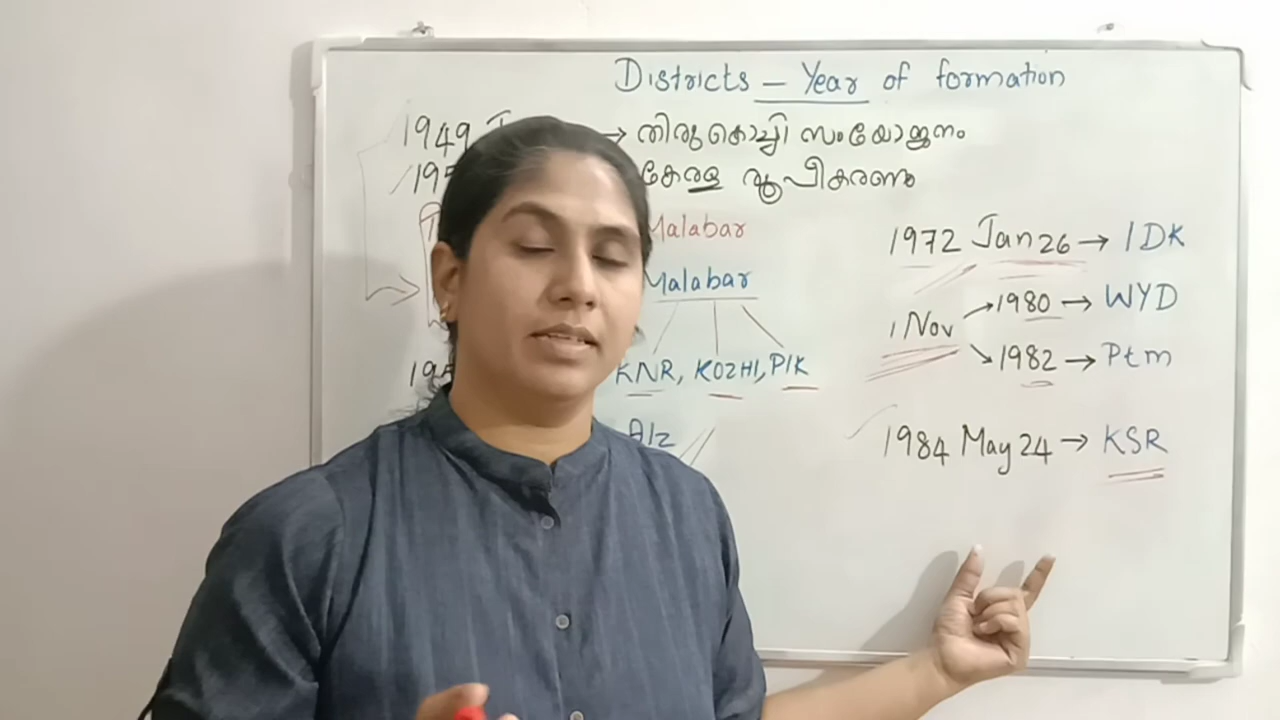 Districts - Year of formation
1949 → തിരുകൊച്ചി സംയോജനം
കേരള രൂപീകരണം
Malabar
Malabar
KNR, KOZHI, PlK
Alz
1972 Jan 26 → IDK
1 Nov → 1980 → WYD
→ 1982 → Ptm
1984 May 24 → KSR